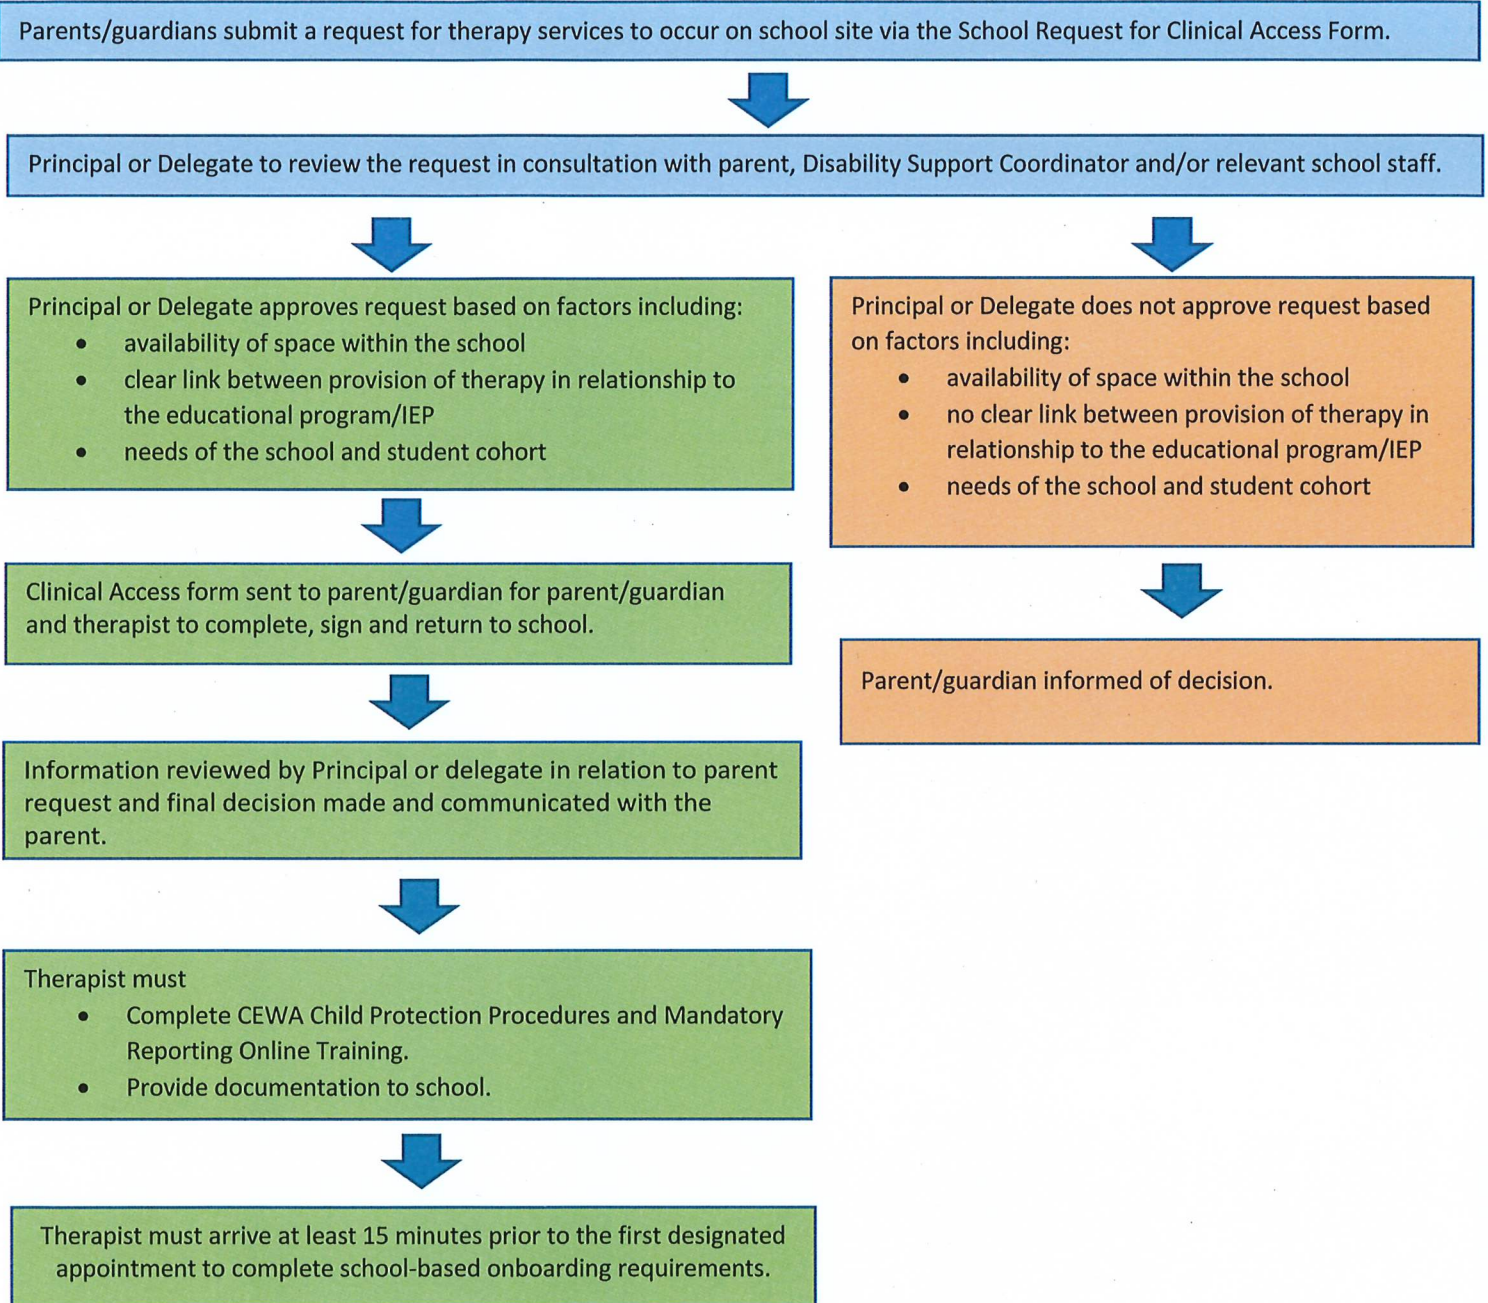 Parents/guardians submit a request for therapy services to occur on school site via the School Request for Clinical Access Form.
Principal or Delegate to review the request in consultation with parent, Disability Support Coordinator and/or relevant school staff.
Principal or Delegate approves request based on factors including:
• availability of space within the school
• clear link between provision of therapy in relationship to
the educational program/IEP
• needs of the school and student cohort
Principal or Delegate does not approve request based
on factors including:
• availability of space within the school
• no clear link between provision of therapy in
relationship to the educational program/IEP
• needs of the school and student cohort
Clinical Access form sent to parent/guardian for parent/guardian
and therapist to complete, sign and return to school.
Parent/guardian informed of decision.
Information reviewed by Principal or delegate in relation to parent
request and final decision made and communicated with the
parent.
Therapist must
• Complete CEWA Child Protection Procedures and Mandatory
Reporting Online Training.
• Provide documentation to school.
Therapist must arrive at least 15 minutes prior to the first designated
appointment to complete school-based onboarding requirements.